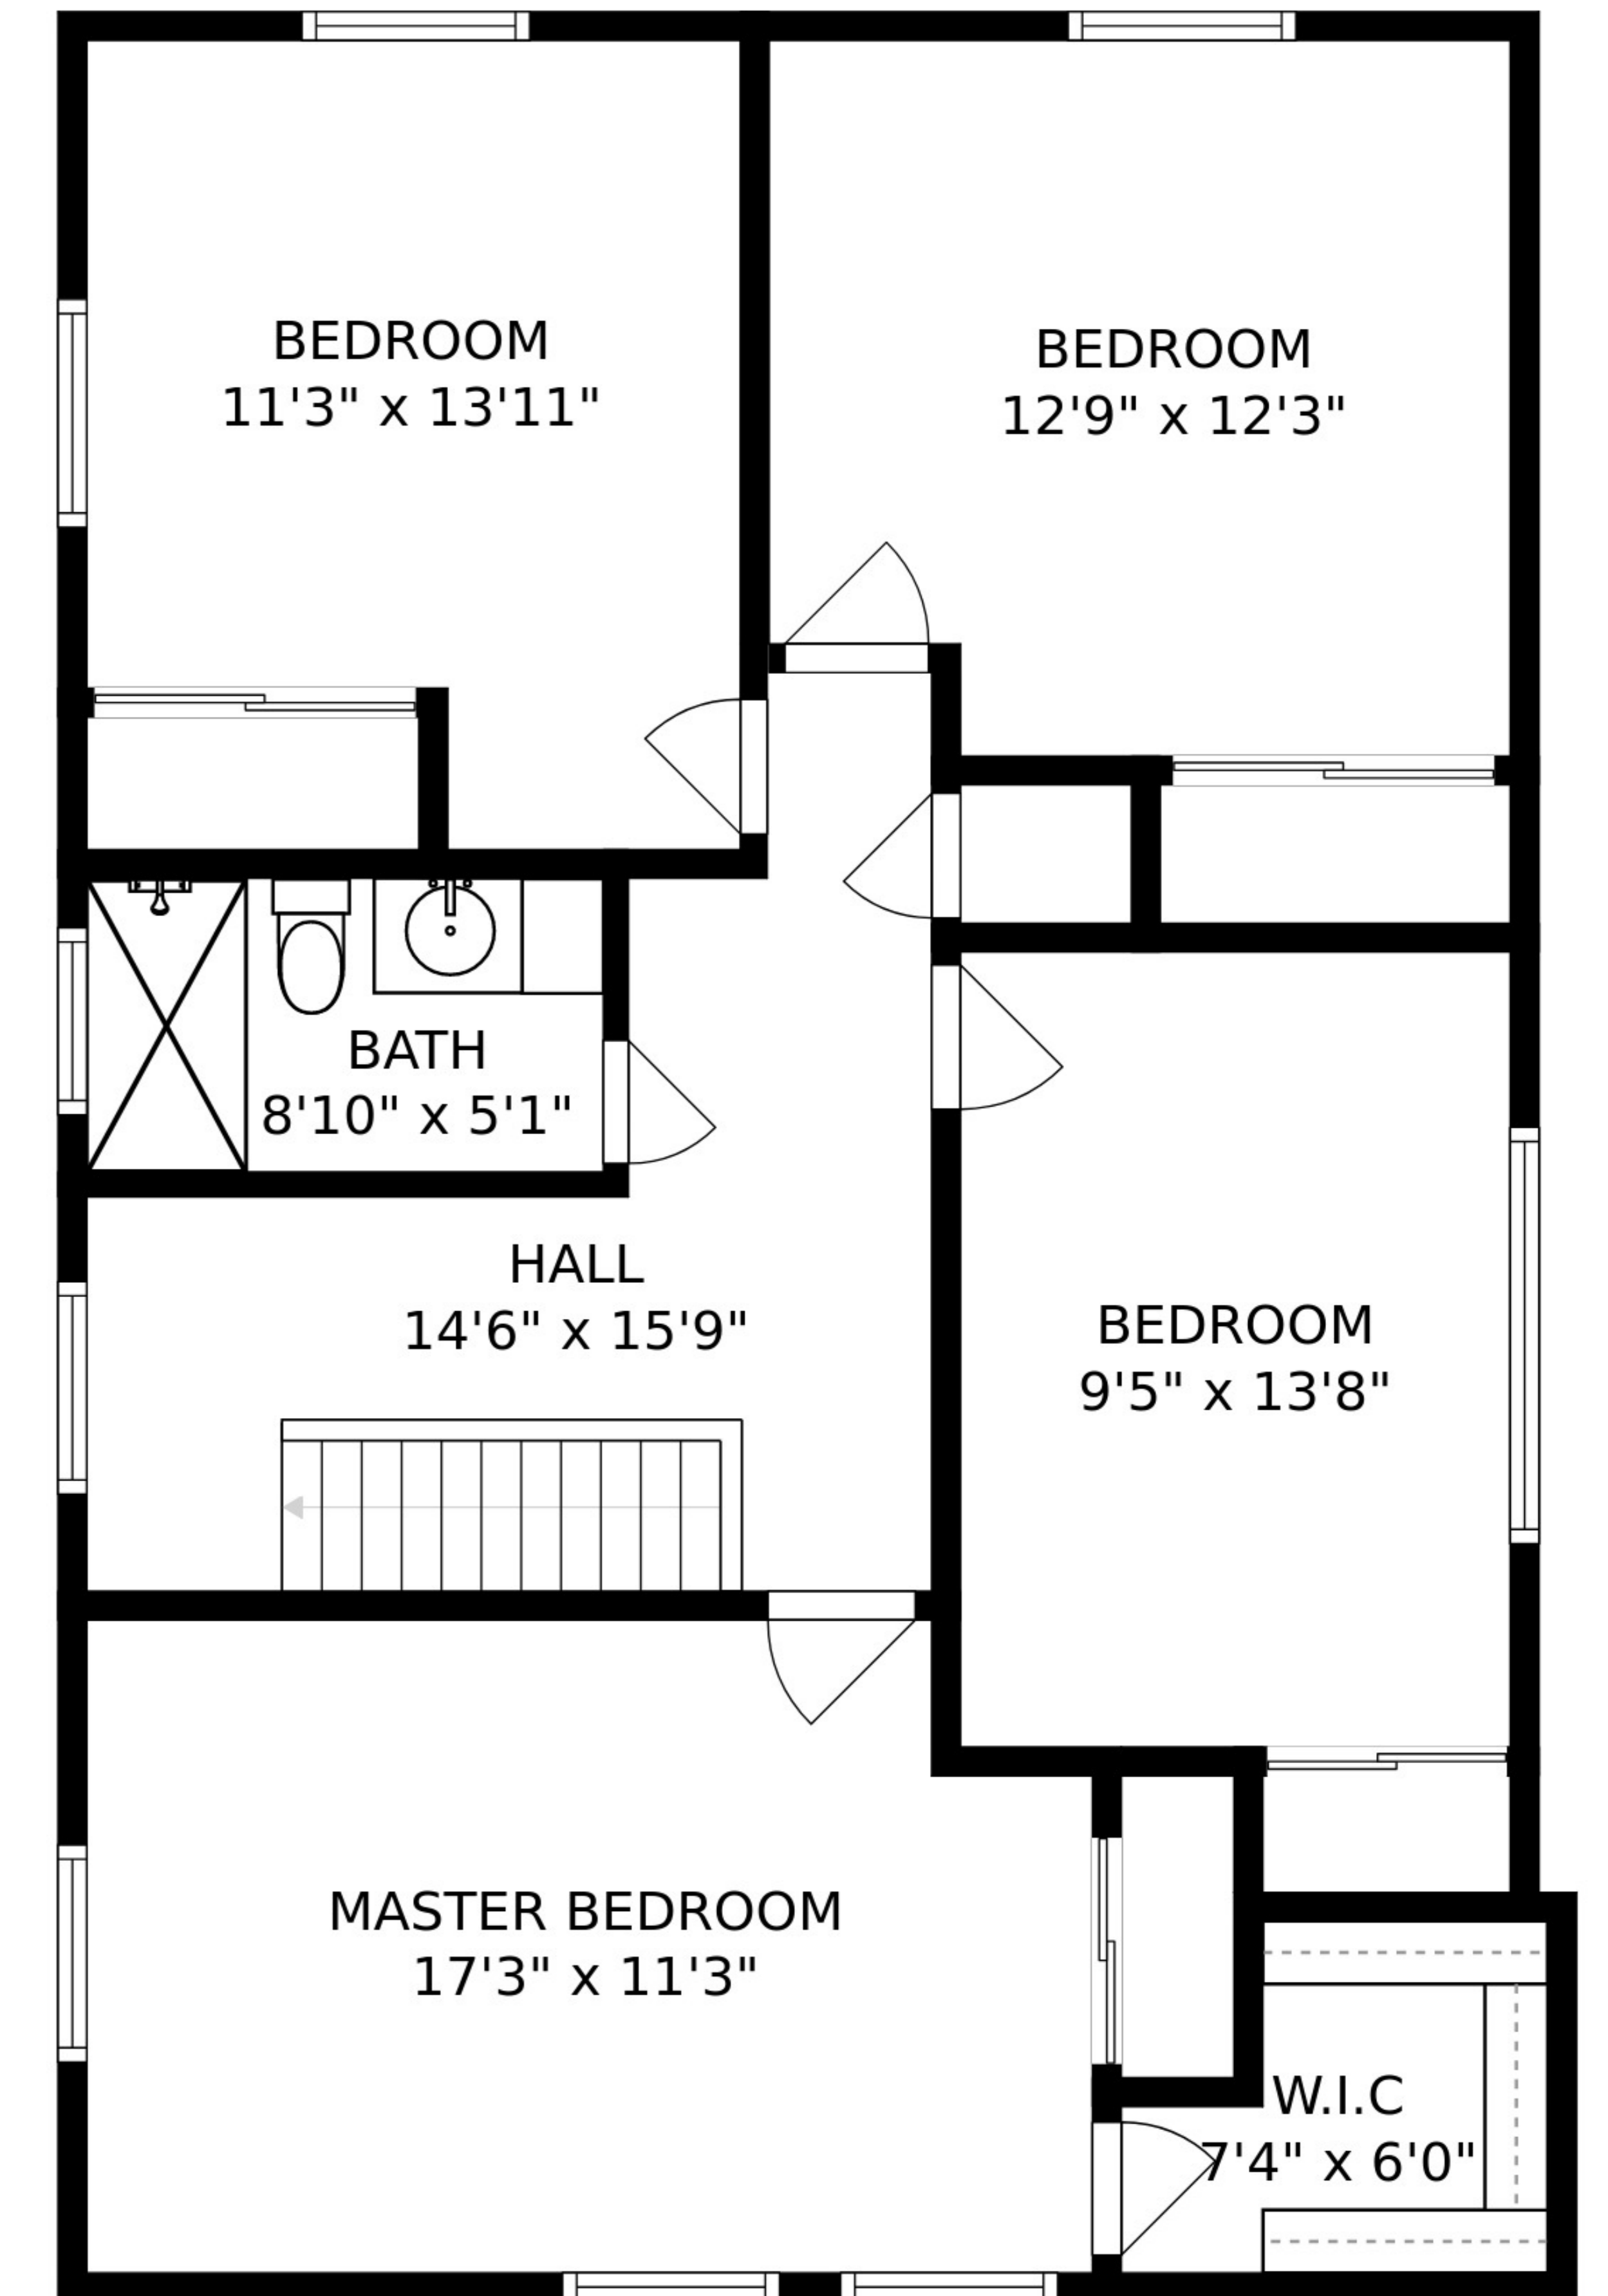 BEDROOM
11'3" x 13'11"
BEDROOM
12'9" x 12'3"
BATH
8'10" x 5'1"
HALL
14'6" x 15'9"
BEDROOM
9'5" x 13'8"
MASTER BEDROOM
17'3" x 11'3"
W.I.C
7'4" x 6'0"